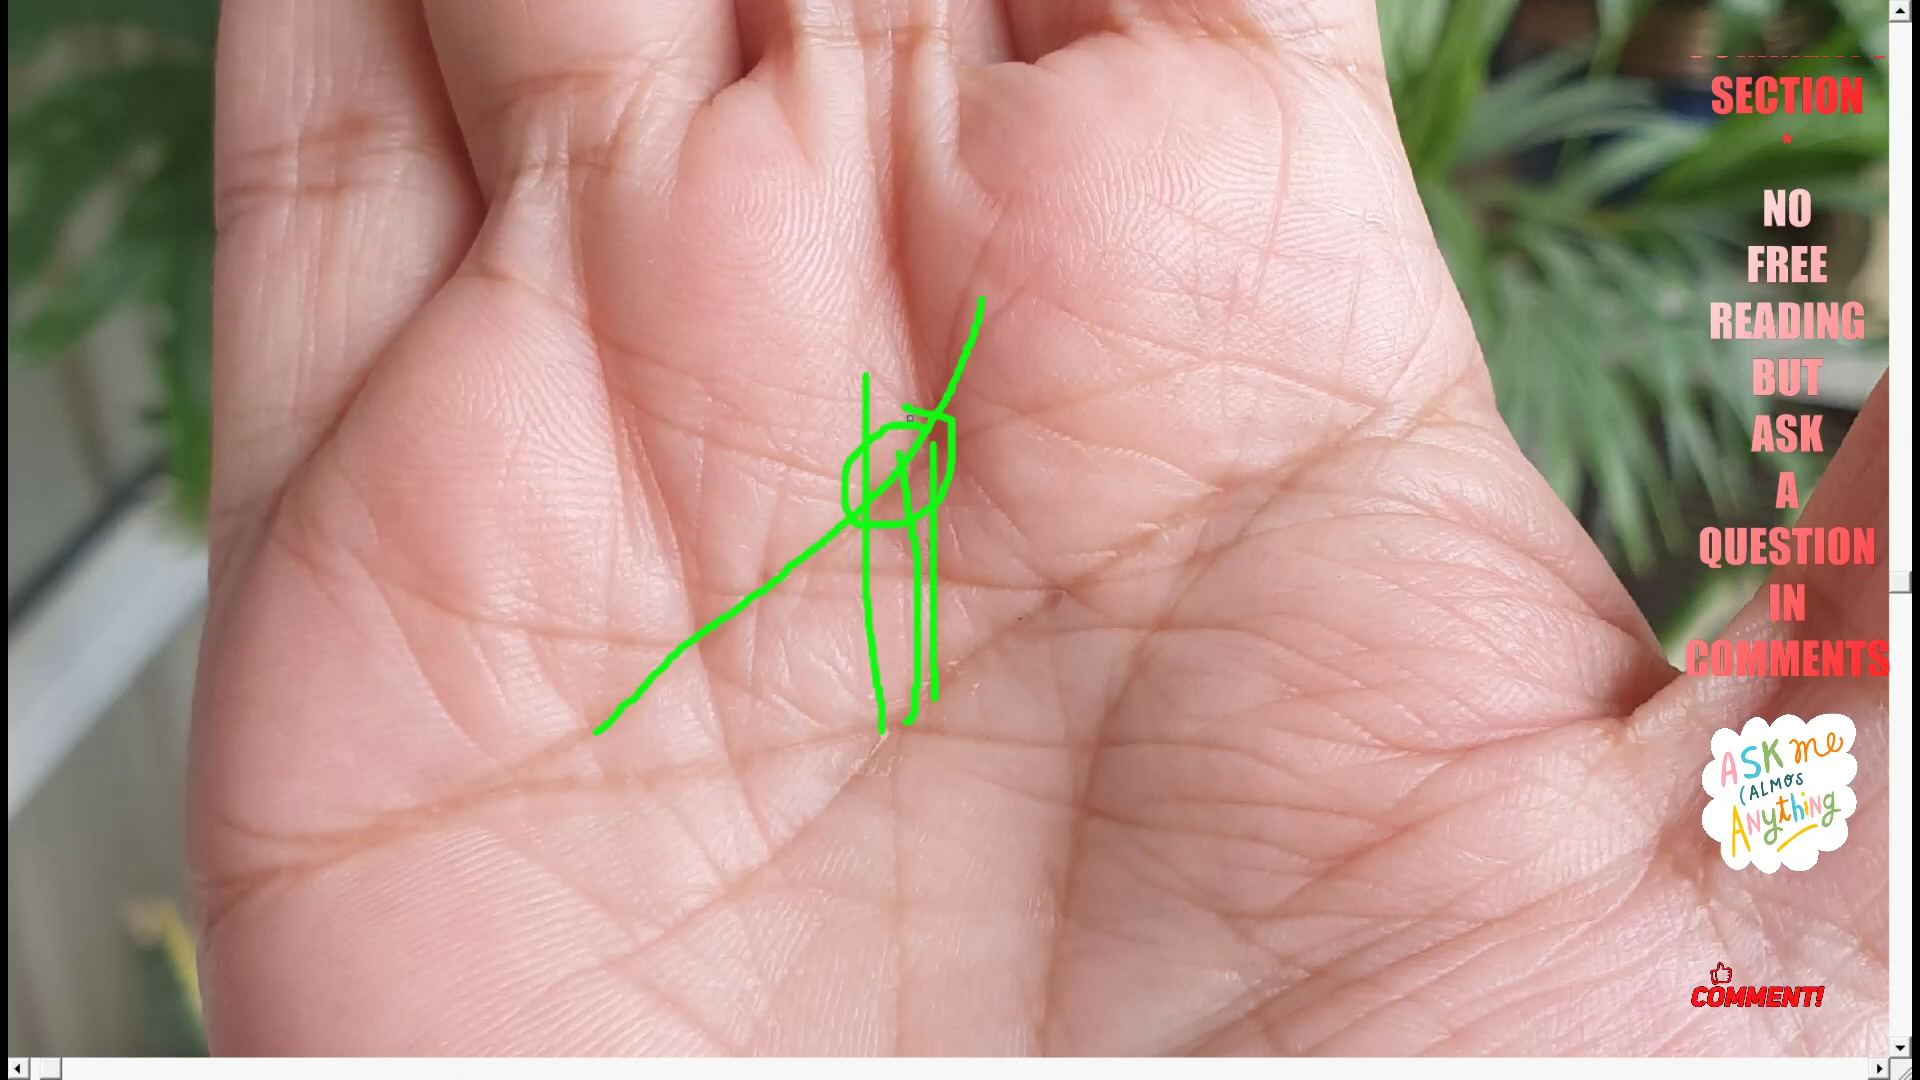 SECTION
*
NO
FREE
READING
BUT
ASK
A
QUESTION
IN
COMMENTS
ASK me
(ALMOS
ANything
COMMENT!